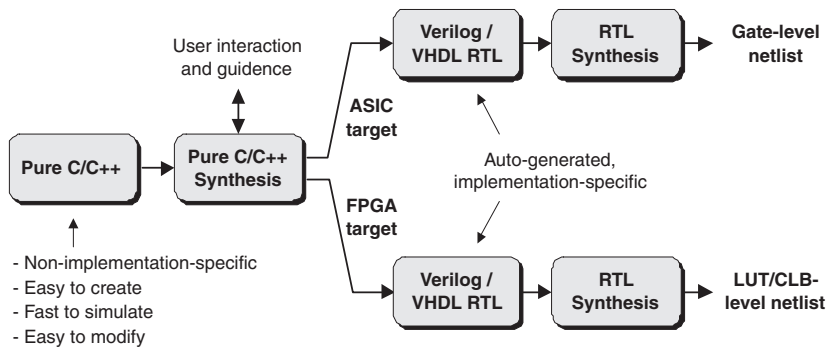 User interaction
and guidence
Pure C/C++
Pure C/C++
Synthesis
ASIC
target
FPGA
target
Verilog /
VHDL RTL
RTL
Synthesis
Gate-level
netlist
Auto-generated,
implementation-specific
Verilog /
VHDL RTL
RTL
Synthesis
LUT/CLB-
level netlist
- Non-implementation-specific
- Easy to create
- Fast to simulate
- Easy to modify